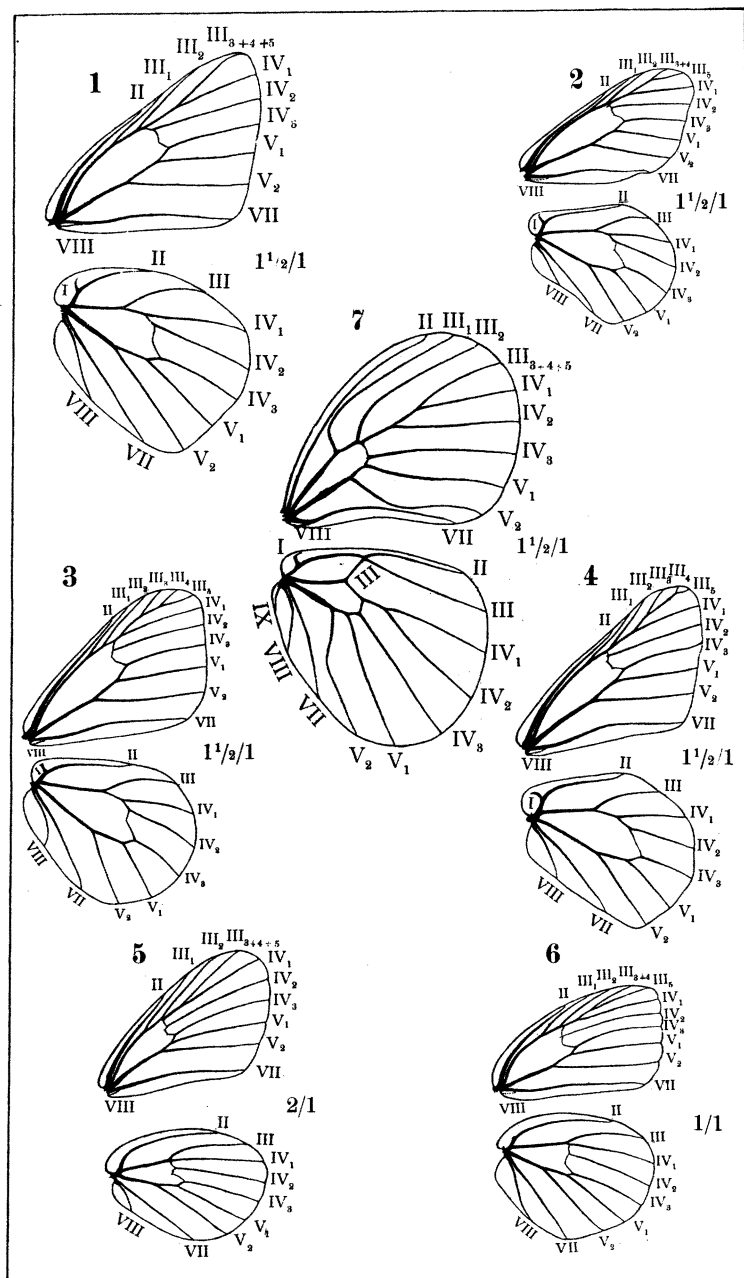 1
II III₁ III₂ III₃₊₄₊₅
IV₁
IV₂
IV₃
V₁
V₂
VII
VIII
1¹/₂/1
I II III
IV₁
IV₂
IV₃
V₁
V₂
VII
VIII
2
II III₁ III₂ III₃₊₄ III₅
IV₁
IV₂
IV₃
V₁
V₂
VII
VIII
1¹/₂/1
I II III
IV₁
IV₂
IV₃
V₁
V₂
VII
VIII
7
II III₁ III₂
III₃₊₄₊₅
IV₁
IV₂
IV₃
V₁
V₂
VII
VIII
1¹/₂/1
I III II
III
IV₁
IV₂
IV₃
V₁
V₂
VII
VIII
IX
3
II III₁ III₂ III₃ III₄ III₅
IV₁
IV₂
IV₃
V₁
V₂
VII
VIII
1¹/₂/1
I II
III
IV₁
IV₂
IV₃
V₁
V₂
VII
VIII
4
II III₁ III₂ III₃ III₄ III₅
IV₁
IV₂
IV₃
V₁
V₂
VII
VIII
1¹/₂/1
I II
III
IV₁
IV₂
IV₃
V₁
V₂
VII
VIII
5
II III₁ III₂ III₃₊₄₊₅
IV₁
IV₂
IV₃
V₁
V₂
VII
VIII
2/1
II
III
IV₁
IV₂
IV₃
V₁
V₂
VII
VIII
6
II III₁ III₂ III₃₊₄ III₅
IV₁
IV₂
IV₃
V₁
V₂
VII
VIII
1/1
II
III
IV₁
IV₂
IV₃
V₁
V₂
VII
VIII